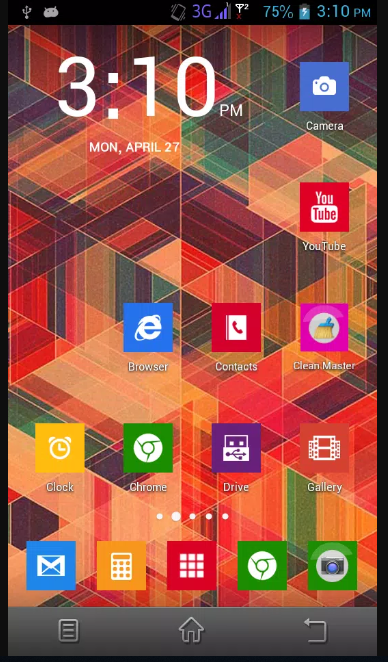 3G 2 75% 3:10 PM
3:10 PM
MON, APRIL 27
Camera
You
Tube
YouTube
Browser Contacts Clean Master
Clock Chrome Drive Gallery